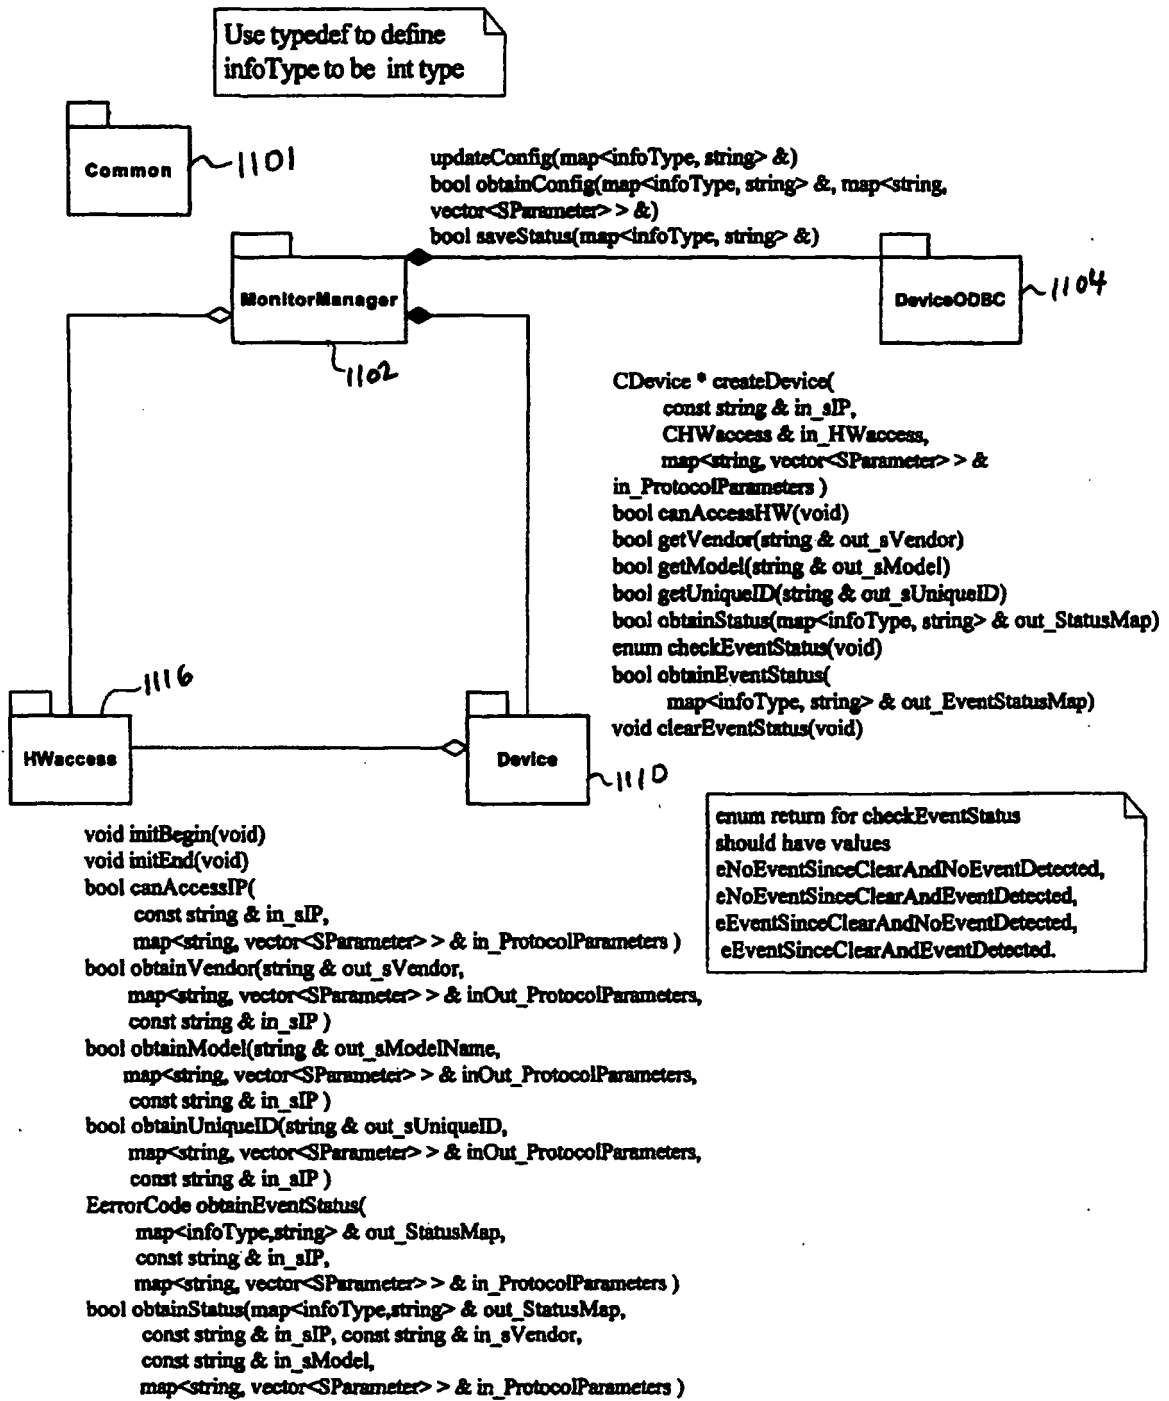 Use typedef to define
infoType to be int type
Common
1101
updateConfig(map<infoType, string> &)
bool obtainConfig(map<infoType, string> &, map<string,
vector<SParameter> > &)
bool saveStatus(map<infoType, string> &)
MonitorManager
1102
DeviceODBC
1104
CDevice * createDevice(
const string & in_sIP,
CHWaccess & in_HWaccess,
map<string, vector<SParameter> > &
in_ProtocolParameters )
bool canAccessHW(void)
bool getVendor(string & out_sVendor)
bool getModel(string & out_sModel)
bool getUniqueID(string & out_sUniqueID)
bool obtainStatus(map<infoType, string> & out_StatusMap)
enum checkEventStatus(void)
bool obtainEventStatus(
map<infoType, string> & out_EventStatusMap)
void clearEventStatus(void)
HWaccess
1116
Device
1110
enum return for checkEventStatus
should have values
eNoEventSinceClearAndNoEventDetected,
eNoEventSinceClearAndEventDetected,
eEventSinceClearAndNoEventDetected,
eEventSinceClearAndEventDetected.
void initBegin(void)
void initEnd(void)
bool canAccessIP(
const string & in_sIP,
map<string, vector<SParameter> > & in_ProtocolParameters )
bool obtainVendor(string & out_sVendor,
map<string, vector<SParameter> > & inOut_ProtocolParameters,
const string & in_sIP )
bool obtainModel(string & out_sModelName,
map<string, vector<SParameter> > & inOut_ProtocolParameters,
const string & in_sIP )
bool obtainUniqueID(string & out_sUniqueID,
map<string, vector<SParameter> > & inOut_ProtocolParameters,
const string & in_sIP )
EerrorCode obtainEventStatus(
map<infoType,string> & out_StatusMap,
const string & in_sIP,
map<string, vector<SParameter> > & in_ProtocolParameters )
bool obtainStatus(map<infoType,string> & out_StatusMap,
const string & in_sIP, const string & in_sVendor,
const string & in_sModel,
map<string, vector<SParameter> > & in_ProtocolParameters )